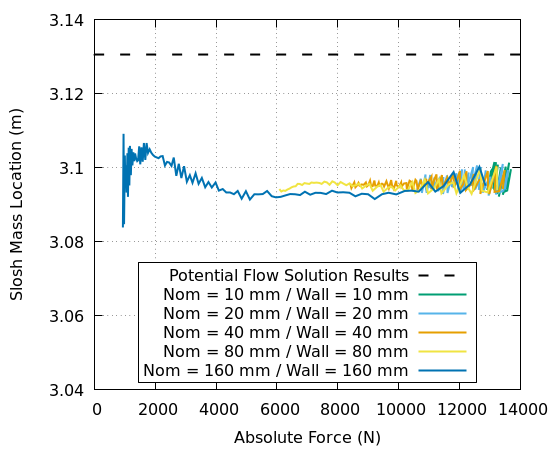 3.14
3.12
3.1
3.08
3.06
3.04
Slosh Mass Location (m)
Potential Flow Solution Results
Nom = 10 mm / Wall = 10 mm
Nom = 20 mm / Wall = 20 mm
Nom = 40 mm / Wall = 40 mm
Nom = 80 mm / Wall = 80 mm
Nom = 160 mm / Wall = 160 mm
0 2000 4000 6000 8000 10000 12000 14000
Absolute Force (N)